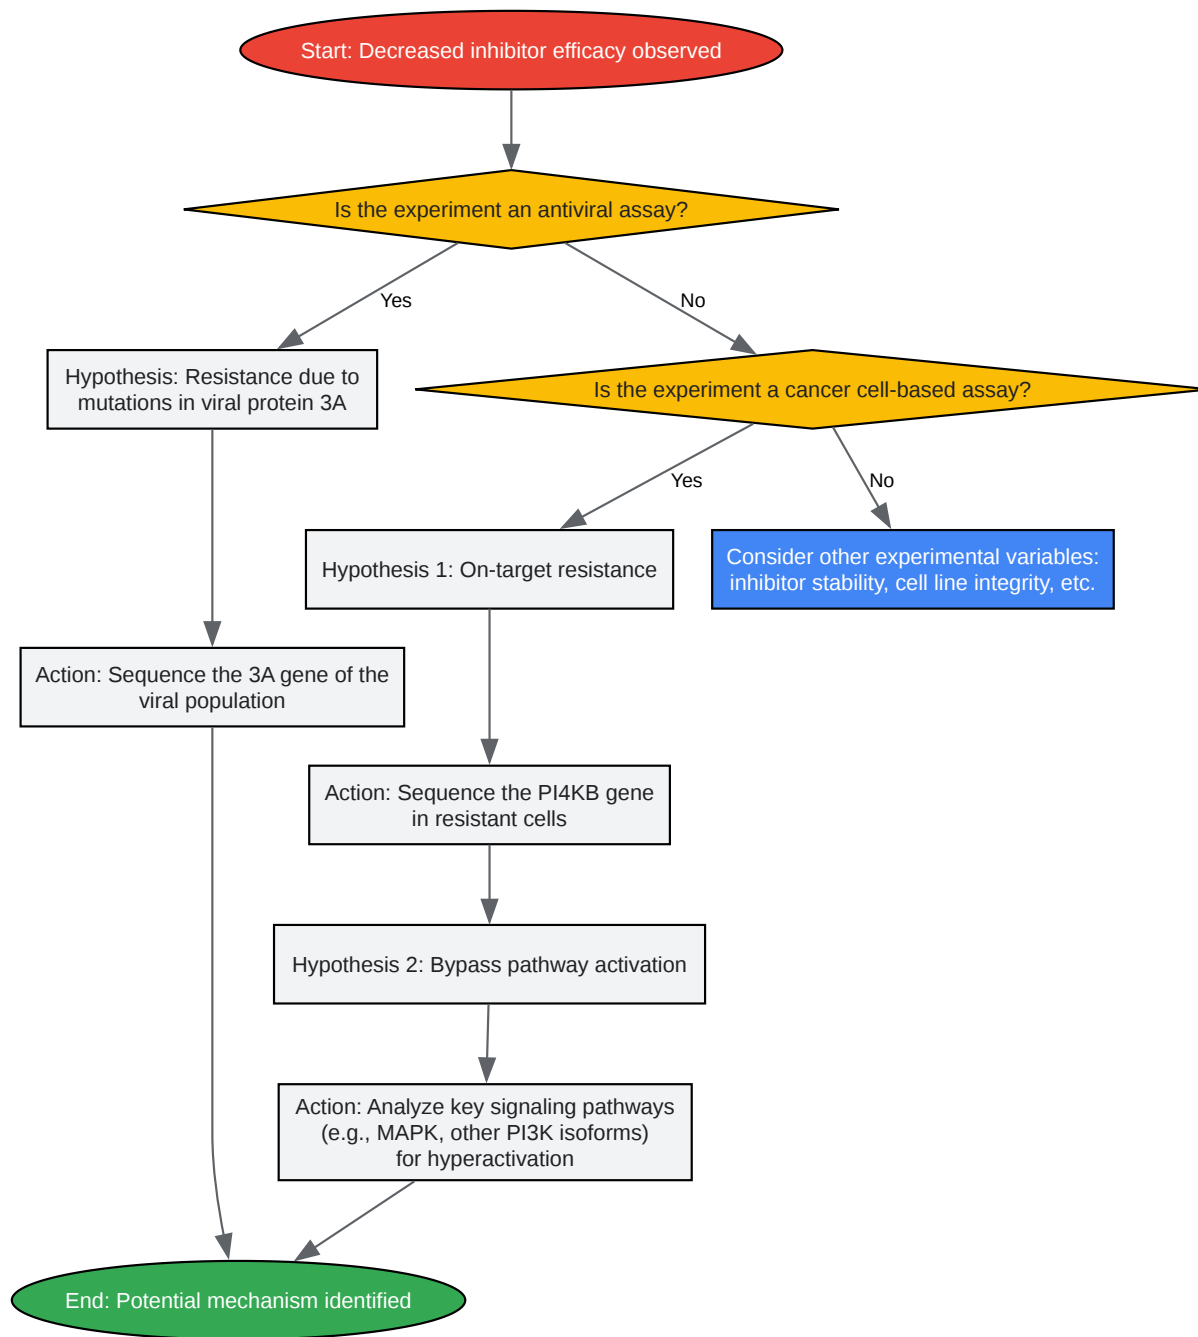 Start: Decreased inhibitor efficacy observed
Is the experiment an antiviral assay?
Yes
No
Hypothesis: Resistance due to
mutations in viral protein 3A
Is the experiment a cancer cell-based assay?
Yes
No
Hypothesis 1: On-target resistance
Consider other experimental variables:
inhibitor stability, cell line integrity, etc.
Action: Sequence the 3A gene of the
viral population
Action: Sequence the PI4KB gene
in resistant cells
Hypothesis 2: Bypass pathway activation
Action: Analyze key signaling pathways
(e.g., MAPK, other PI3K isoforms)
for hyperactivation
End: Potential mechanism identified